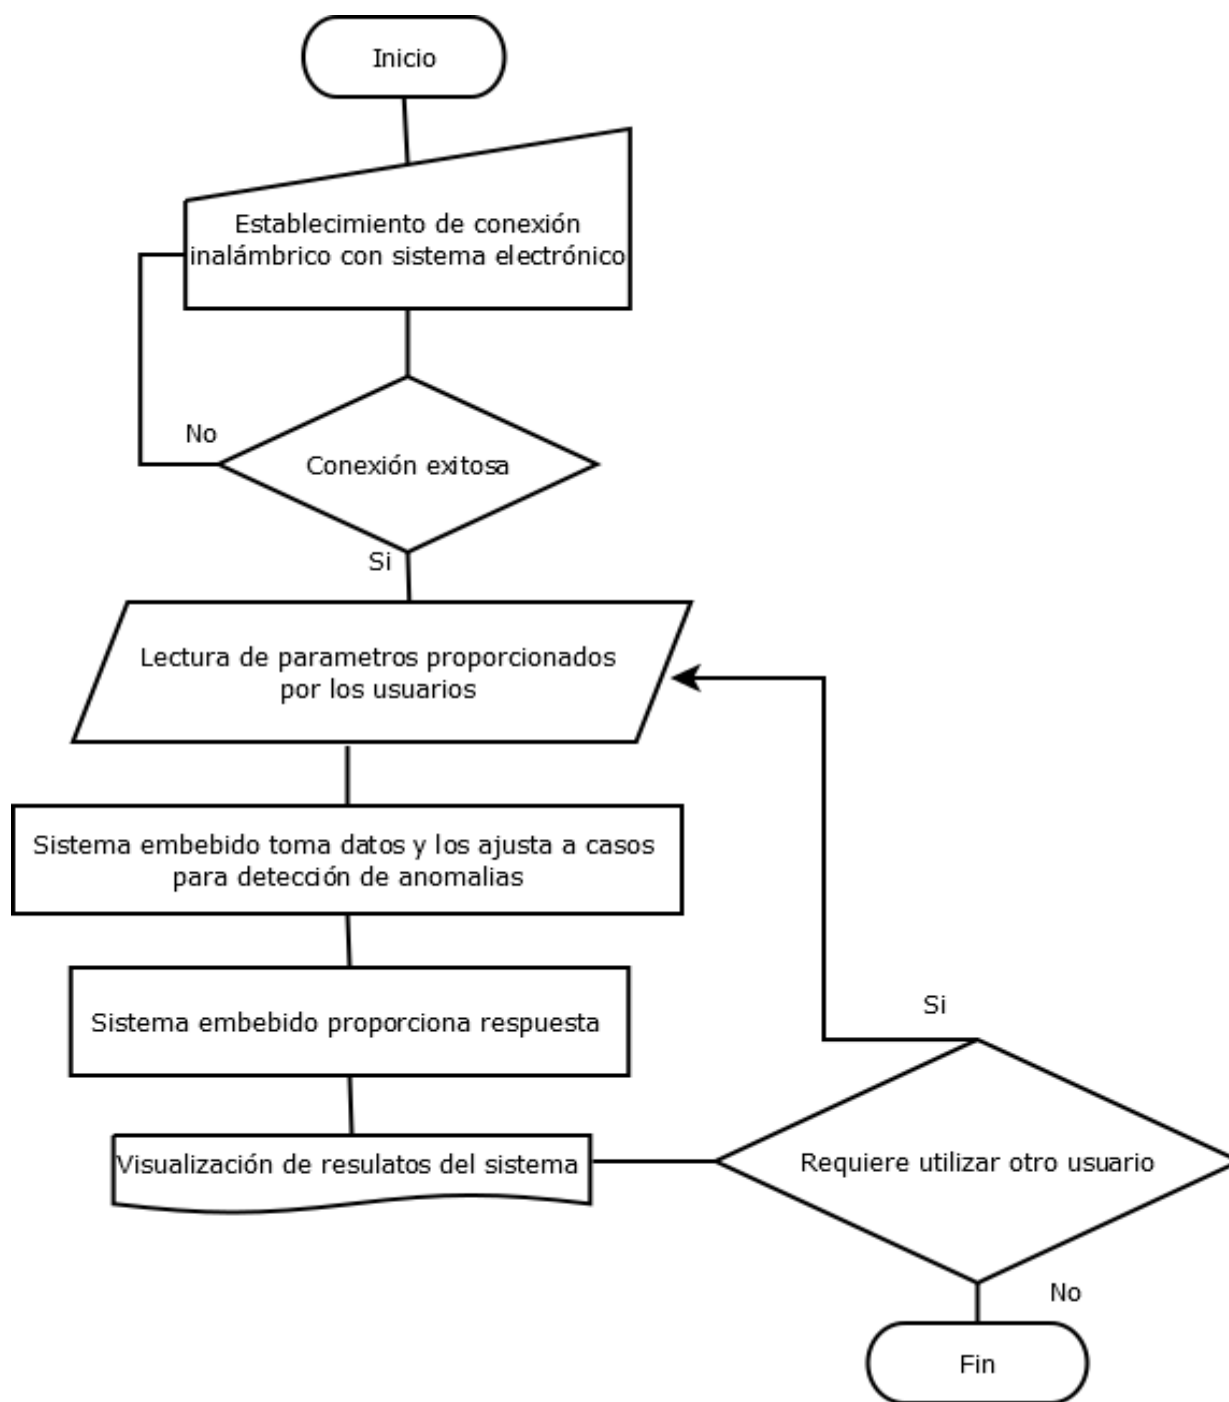 Inicio
Establecimiento de conexión
inalámbrico con sistema electrónico
No
Conexión exitosa
Si
Lectura de parametros proporcionados
por los usuarios
Sistema embebido toma datos y los ajusta a casos
para detección de anomalias
Sistema embebido proporciona respuesta
Si
Visualización de resulatos del sistema
Requiere utilizar otro usuario
No
Fin